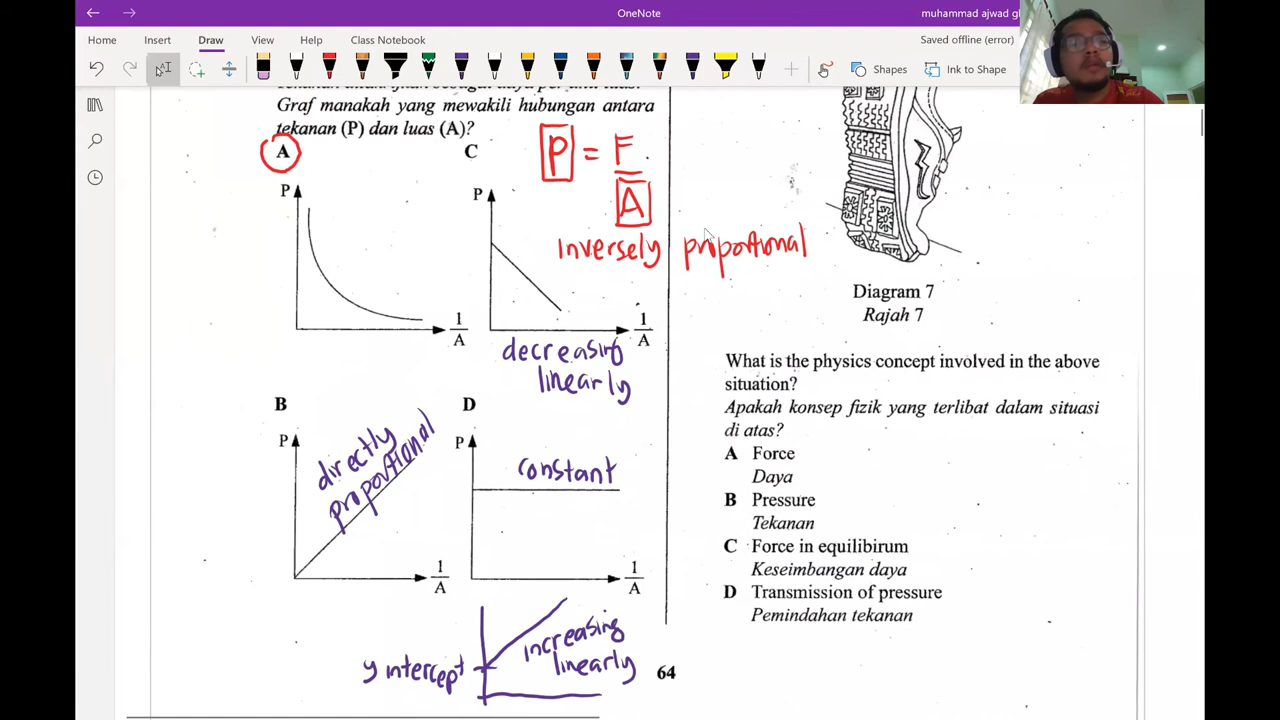 OneNote
muhammad ajwad gh
Home Insert Draw View Help Class Notebook
Saved offline (error)
Shapes
Ink to Shape
Graf manakah yang mewakili hubungan antara
tekanan (P) dan luas (A)?
A
P
1
A
C
P
1
A
P = F
A
inversely proportional
decreasing
linearly
B
P
1
A
directly
proportional
D
P
1
A
constant
y intercept
increasing
linearly
64
Diagram 7
Rajah 7
What is the physics concept involved in the above
situation?
Apakah konsep fizik yang terlibat dalam situasi
di atas?
A Force
Daya
B Pressure
Tekanan
C Force in equilibirum
Keseimbangan daya
D Transmission of pressure
Pemindahan tekanan